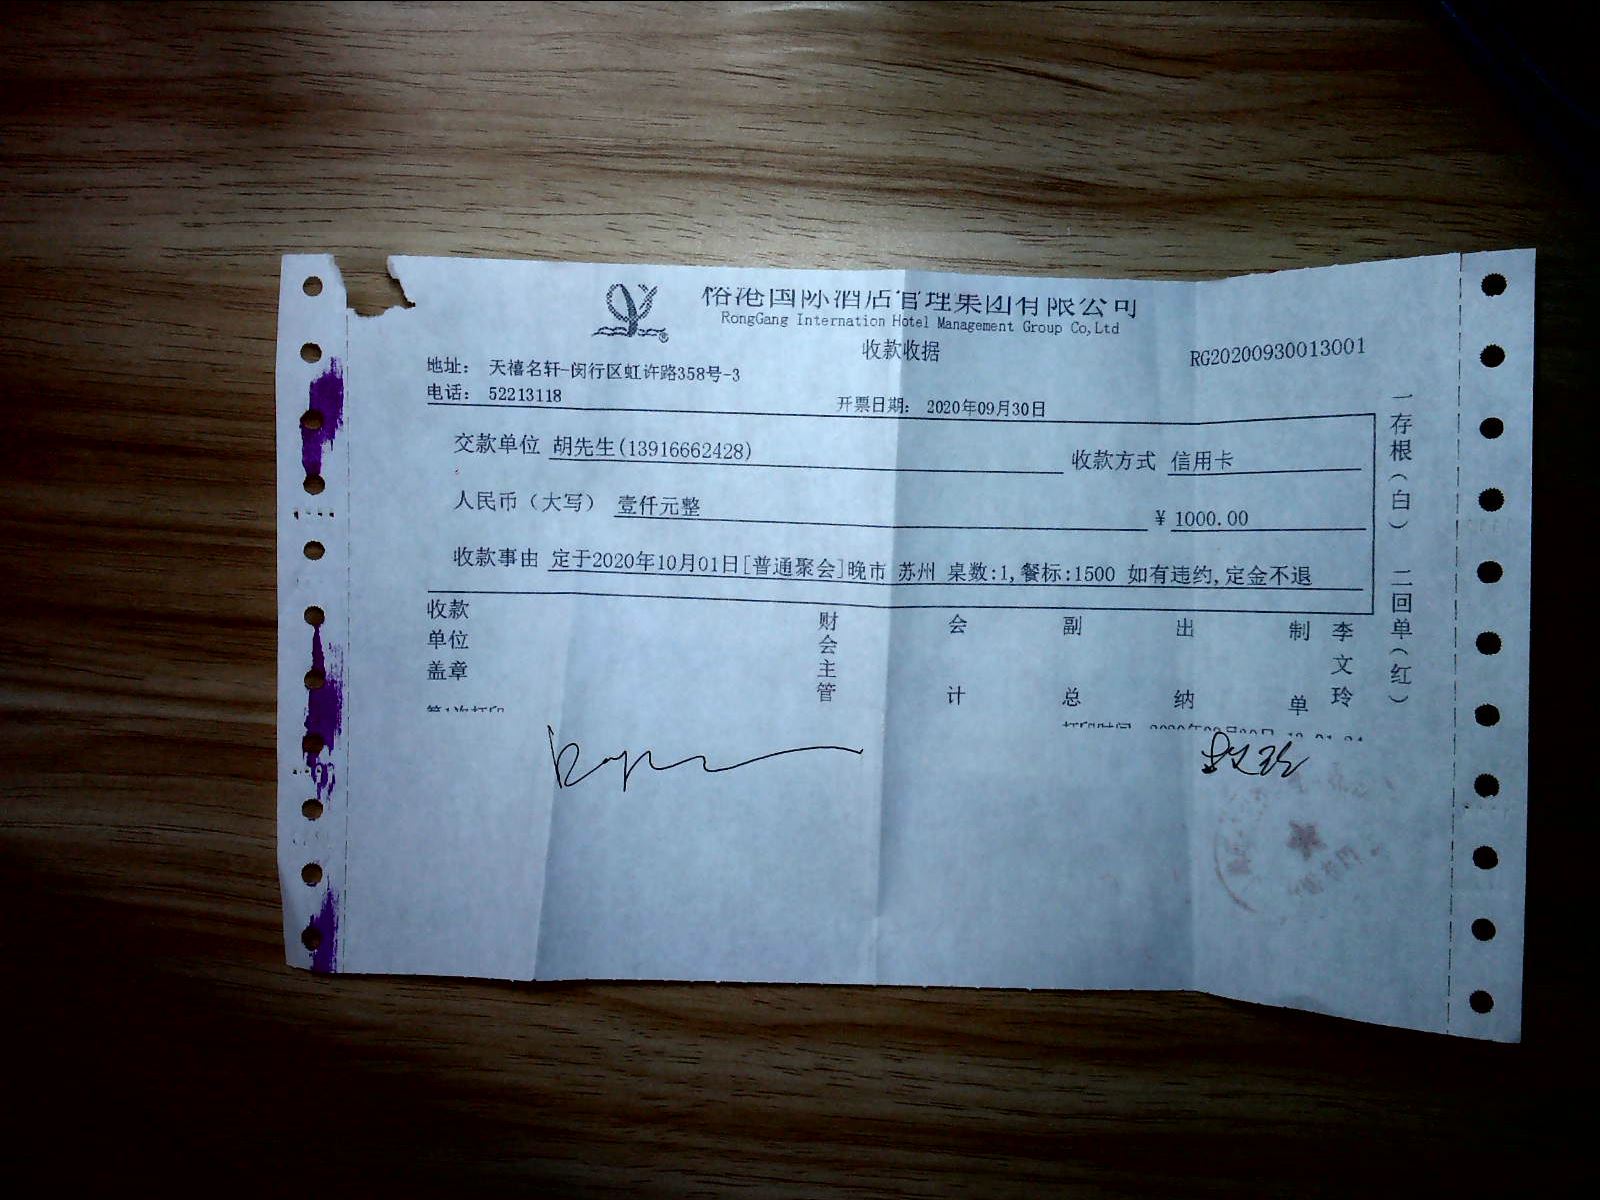 榕港国际酒店管理集团有限公司
RongGang Internation Hotel Management Group Co,Ltd
收款收据
RG20200930013001
地址： 天禧名轩-闵行区虹许路358号-3
电话： 52213118
开票日期： 2020年09月30日
交款单位 胡先生(13916662428) 收款方式 信用卡
人民币（大写） 壹仟元整 ¥ 1000.00
收款事由 定于2020年10月01日[普通聚会]晚市 苏州 桌数:1,餐标:1500 如有违约,定金不退
收款单位盖章 财会主管 会计 副总 出纳 制单 李文玲
一存根（白） 二回单（红）
第1次打印